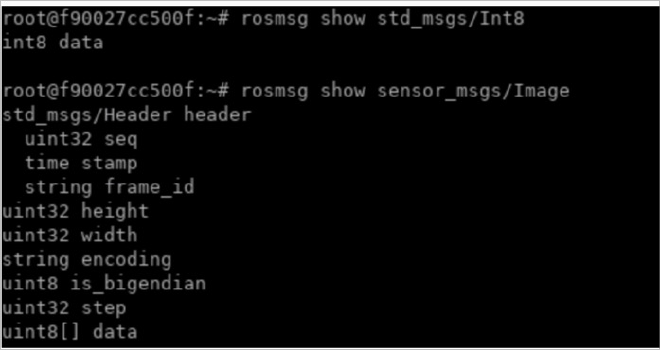 root@f90027cc500f:~# rosmsg show std_msgs/Int8
int8 data
root@f90027cc500f:~# rosmsg show sensor_msgs/Image
std_msgs/Header header
  uint32 seq
  time stamp
  string frame_id
uint32 height
uint32 width
string encoding
uint8 is_bigendian
uint32 step
uint8[] data